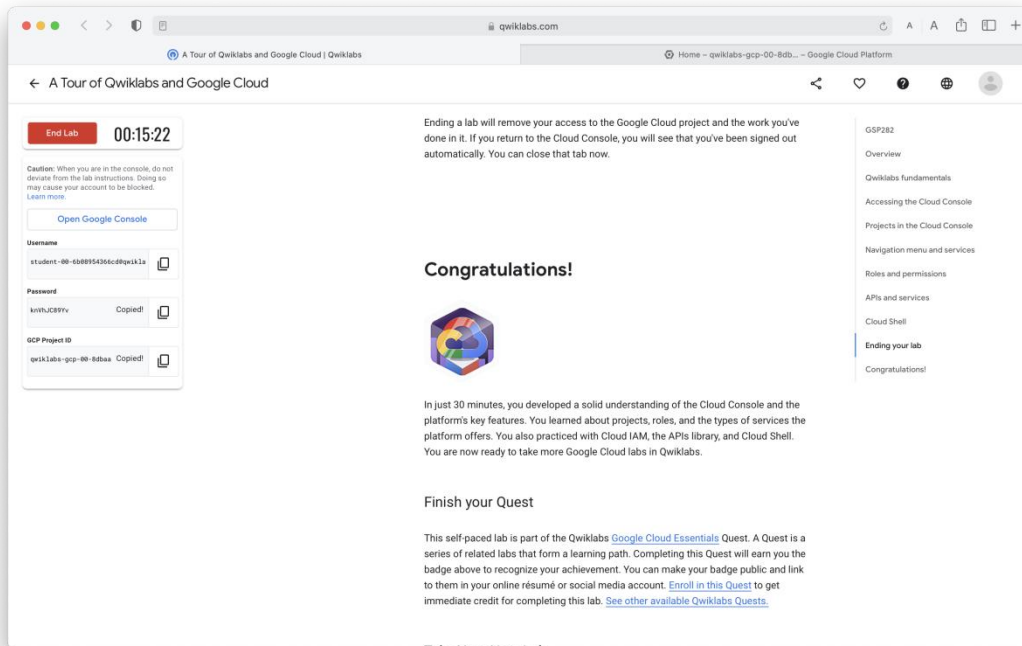 qwiklabs.com
A A
A Tour of Qwiklabs and Google Cloud | Qwiklabs
Home – qwiklabs-gcp-00-8db... – Google Cloud Platform
← A Tour of Qwiklabs and Google Cloud
End Lab 00:15:22
Caution: When you are in the console, do not
deviate from the lab instructions. Doing so
may cause your account to be blocked.
Learn more.
Open Google Console
Username
student-00-6b08954366cd@qwikla
Password
knVhJC89Yv Copied!
GCP Project ID
qwiklabs-gcp-00-8dbaa Copied!
Ending a lab will remove your access to the Google Cloud project and the work you've
done in it. If you return to the Cloud Console, you will see that you've been signed out
automatically. You can close that tab now.
Congratulations!
In just 30 minutes, you developed a solid understanding of the Cloud Console and the
platform's key features. You learned about projects, roles, and the types of services the
platform offers. You also practiced with Cloud IAM, the APIs library, and Cloud Shell.
You are now ready to take more Google Cloud labs in Qwiklabs.
Finish your Quest
This self-paced lab is part of the Qwiklabs Google Cloud Essentials Quest. A Quest is a
series of related labs that form a learning path. Completing this Quest will earn you the
badge above to recognize your achievement. You can make your badge public and link
to them in your online résumé or social media account. Enroll in this Quest to get
immediate credit for completing this lab. See other available Qwiklabs Quests.
GSP282
Overview
Qwiklabs fundamentals
Accessing the Cloud Console
Projects in the Cloud Console
Navigation menu and services
Roles and permissions
APIs and services
Cloud Shell
Ending your lab
Congratulations!